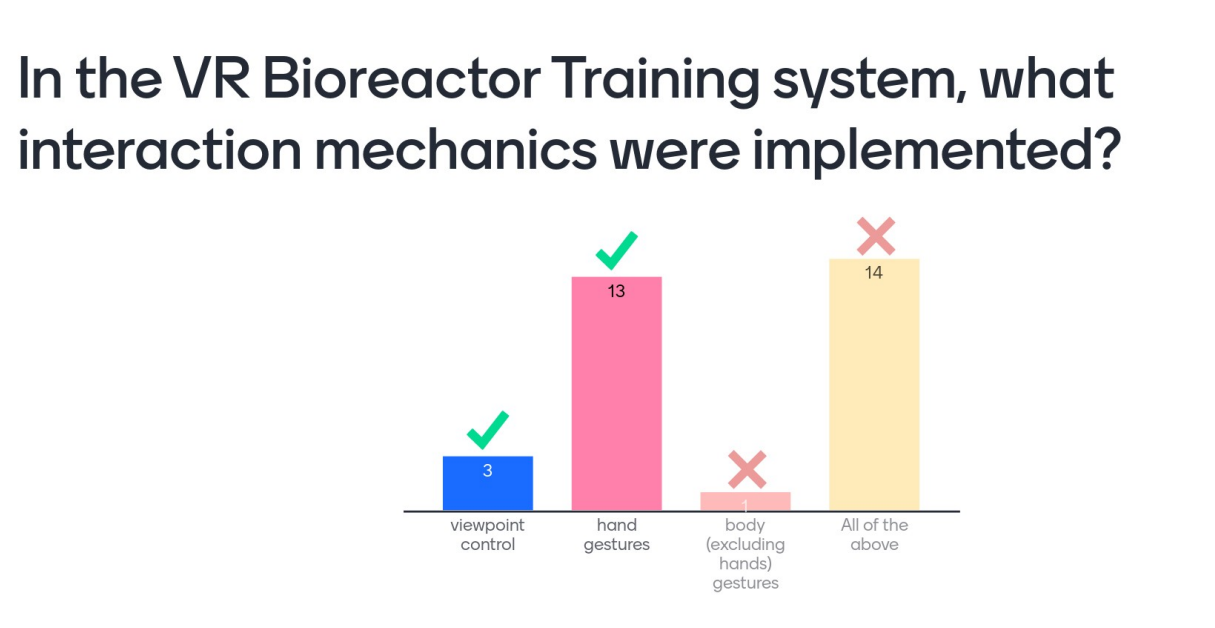 In the VR Bioreactor Training system, what
interaction mechanics were implemented?
14
13
3
1
viewpoint
control
hand
gestures
body
(excluding
hands)
gestures
All of the
above